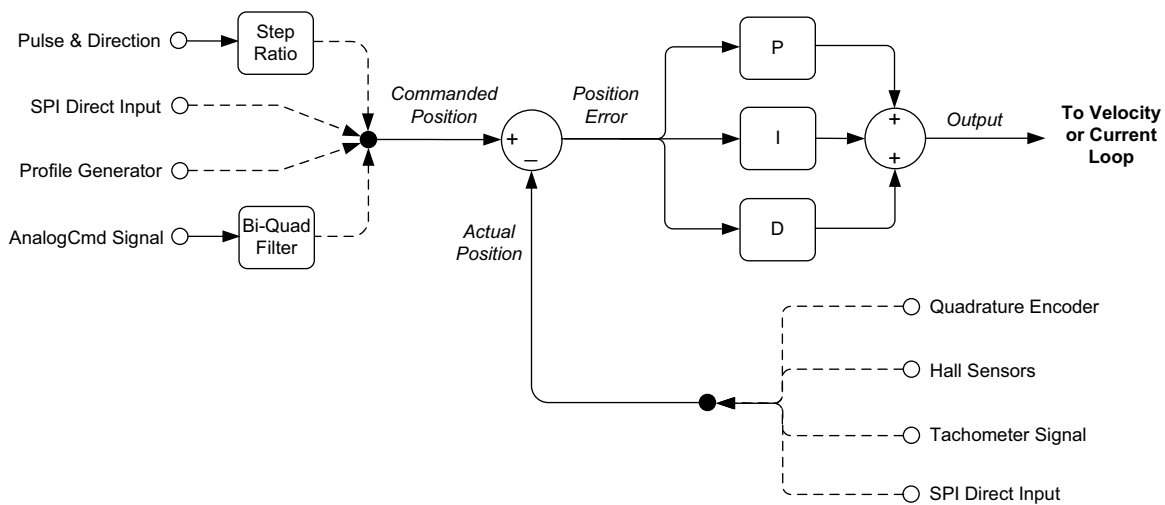 Pulse & Direction
Step
Ratio
SPI Direct Input
Profile Generator
AnalogCmd Signal
Bi-Quad
Filter
Commanded
Position
+
–
Position
Error
P
I
D
+
+
Output
To Velocity
or Current
Loop
Actual
Position
Quadrature Encoder
Hall Sensors
Tachometer Signal
SPI Direct Input